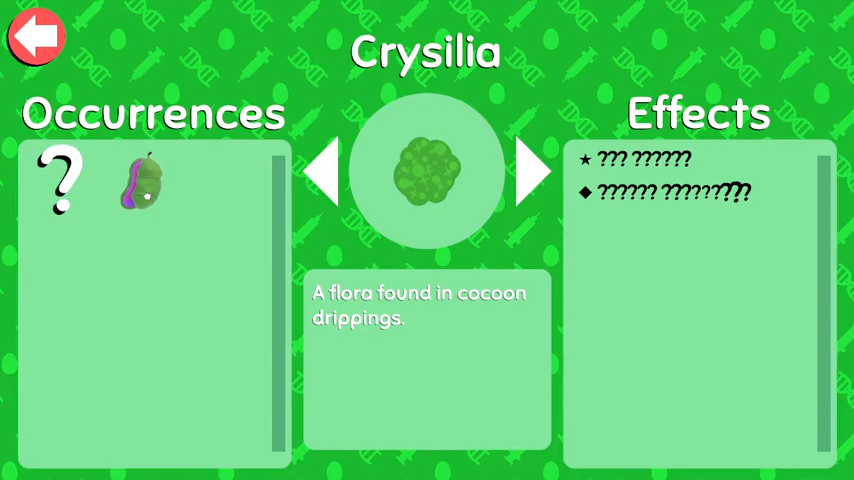 Crysilia
Occurrences
Effects
?
★ ??? ??????
◆ ?????? ?????????
A flora found in cocoon
drippings.